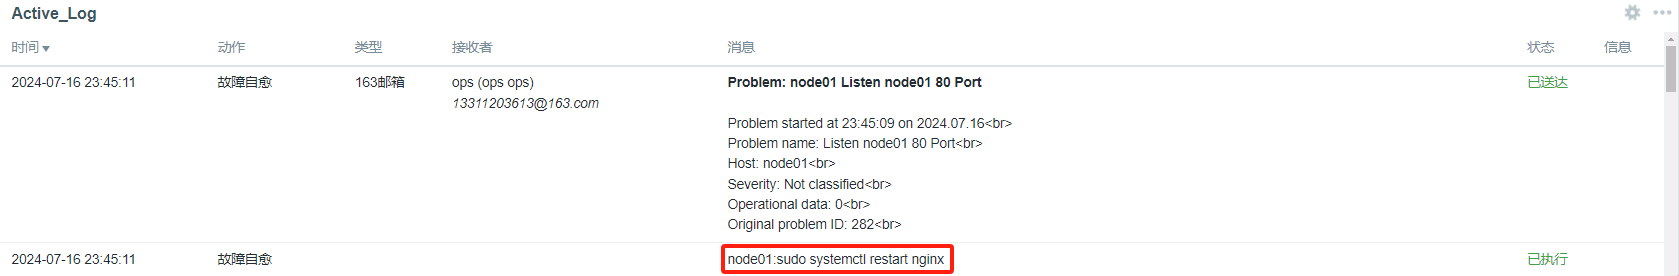 Active_Log
时间 动作 类型 接收者 消息 状态 信息
2024-07-16 23:45:11 故障自愈 163邮箱 ops (ops ops) Problem: node01 Listen node01 80 Port 已送达
13311203613@163.com
Problem started at 23:45:09 on 2024.07.16<br>
Problem name: Listen node01 80 Port<br>
Host: node01<br>
Severity: Not classified<br>
Operational data: 0<br>
Original problem ID: 282<br>
2024-07-16 23:45:11 故障自愈 node01:sudo systemctl restart nginx 已执行